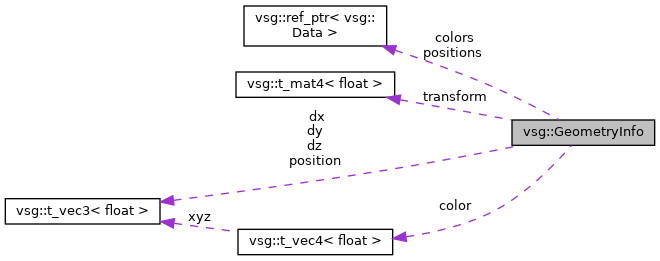 vsg::ref_ptr< vsg::
Data >
colors
positions
vsg::t_mat4< float >
transform
vsg::GeometryInfo
dx
dy
dz
position
vsg::t_vec3< float >
xyz
color
vsg::t_vec4< float >